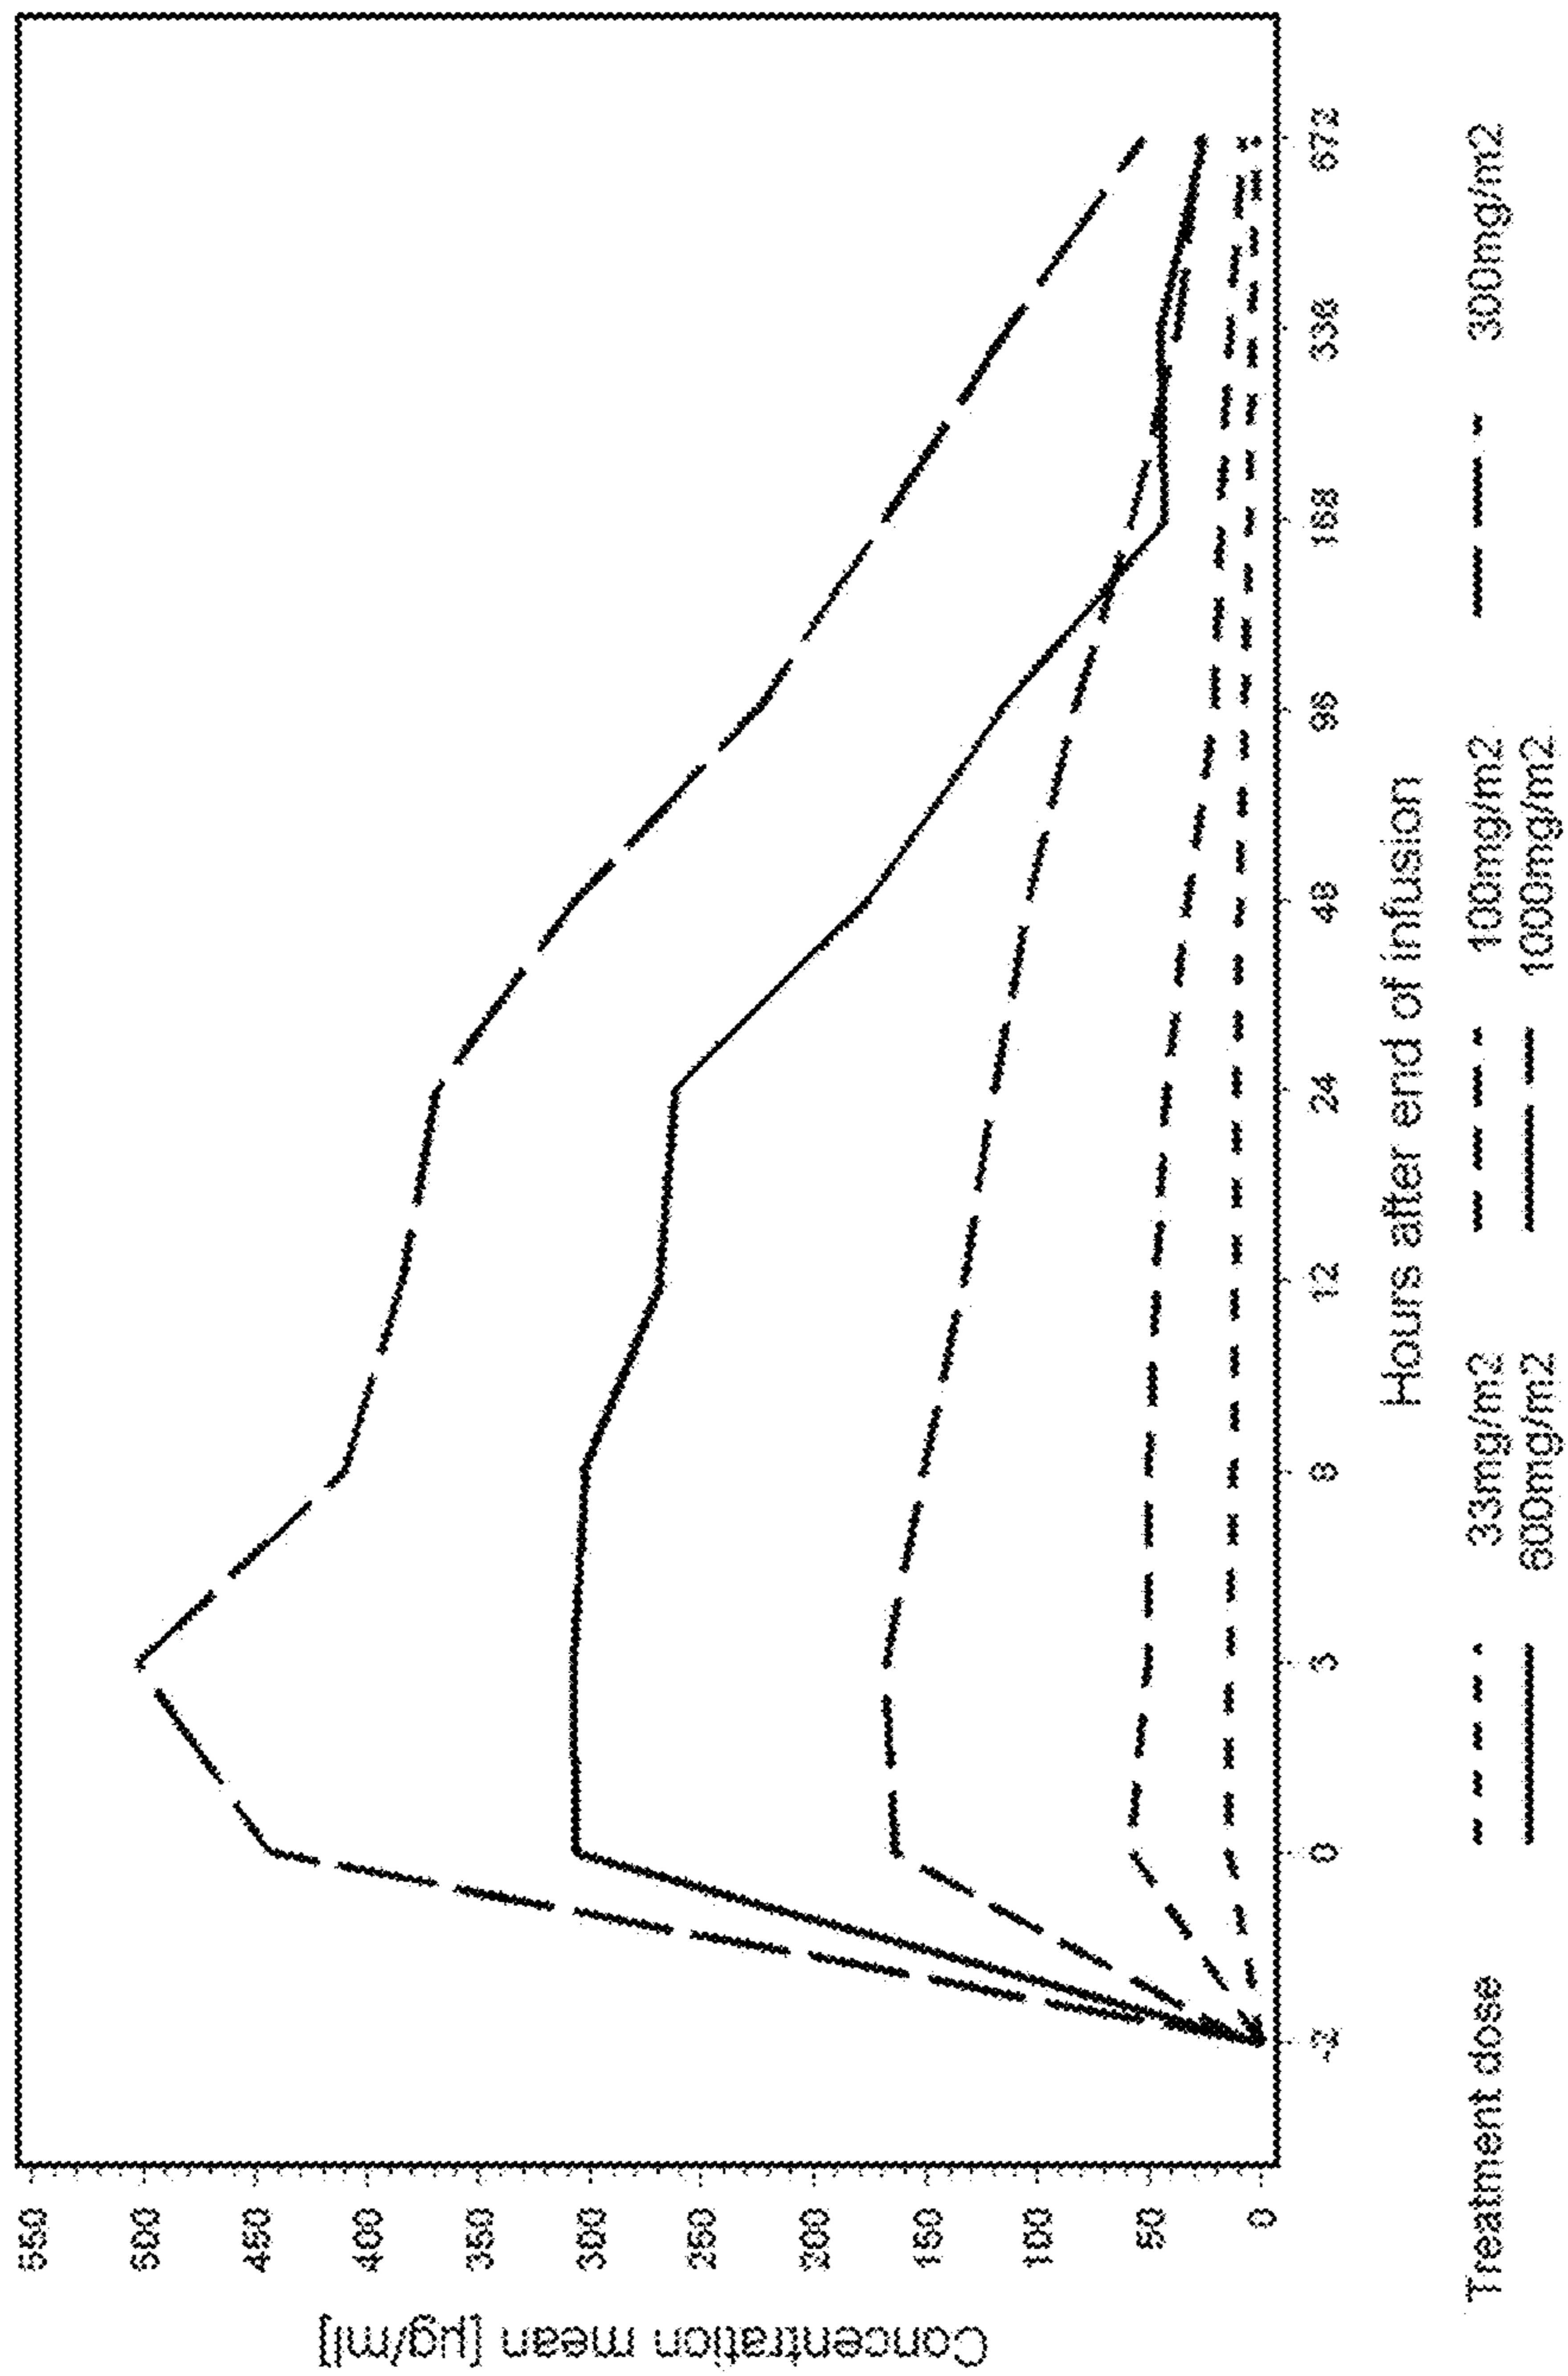 Concentration mean [µg/ml]
550
500
450
400
350
300
250
200
150
100
50
0
-2 0 3 8 12 24 48 96 168 336 672
Hours after end of infusion
Treatment dose 33mg/m2 100mg/m2 300mg/m2
600mg/m2 1000mg/m2